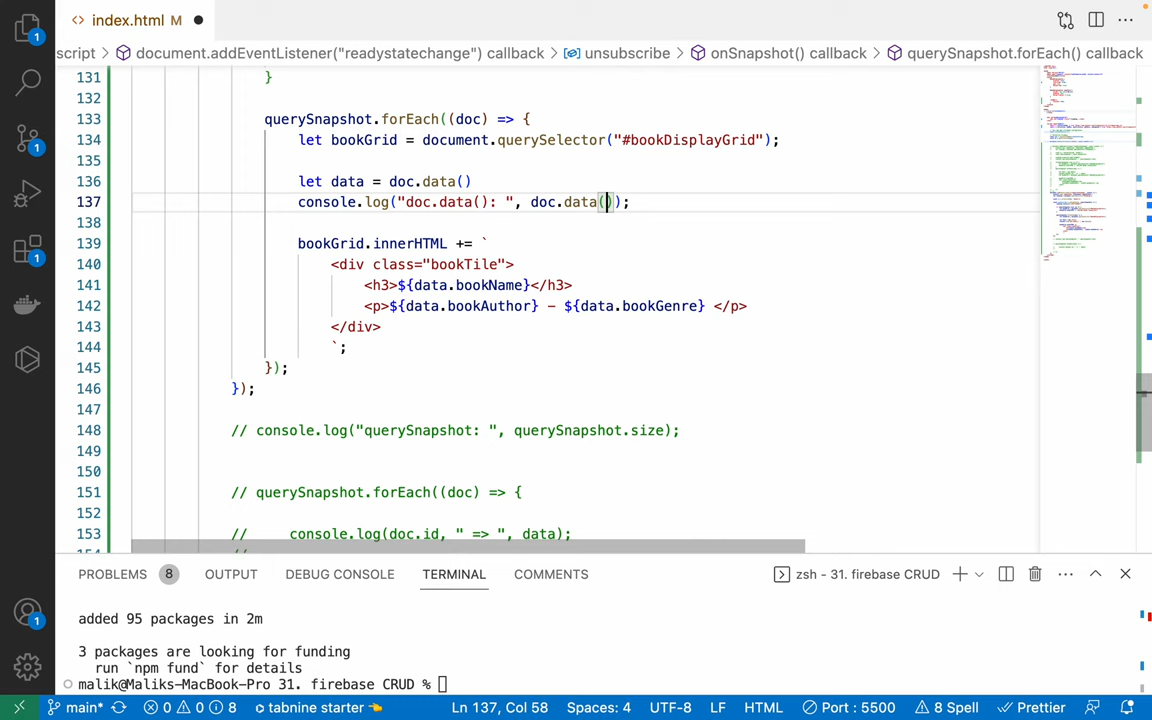 <> index.html M
script > document.addEventListener("readystatechange") callback > unsubscribe > onSnapshot() callback > querySnapshot.forEach() callback
131 }
132
133 querySnapshot.forEach((doc) => {
134 let bookGrid = document.querySelector("#bookDisplayGrid");
135
136 let data = doc.data()
137 console.log("doc.data(): ", doc.data());
138
139 bookGrid.innerHTML += `
140 <div class="bookTile">
141 <h3>${data.bookName}</h3>
142 <p>${data.bookAuthor} - ${data.bookGenre} </p>
143 </div>
144 `;
145 });
146 });
147
148 // console.log("querySnapshot: ", querySnapshot.size);
149
150
151 // querySnapshot.forEach((doc) => {
152
153 // console.log(doc.id, " => ", data);
1
1
1
1
PROBLEMS 8 OUTPUT DEBUG CONSOLE TERMINAL COMMENTS zsh - 31. firebase CRUD
added 95 packages in 2m
3 packages are looking for funding
run `npm fund` for details
malik@Maliks-MacBook-Pro 31. firebase CRUD %
main* 0 0 8 tabnine starter Ln 137, Col 58 Spaces: 4 UTF-8 LF HTML Port : 5500 8 Spell Prettier